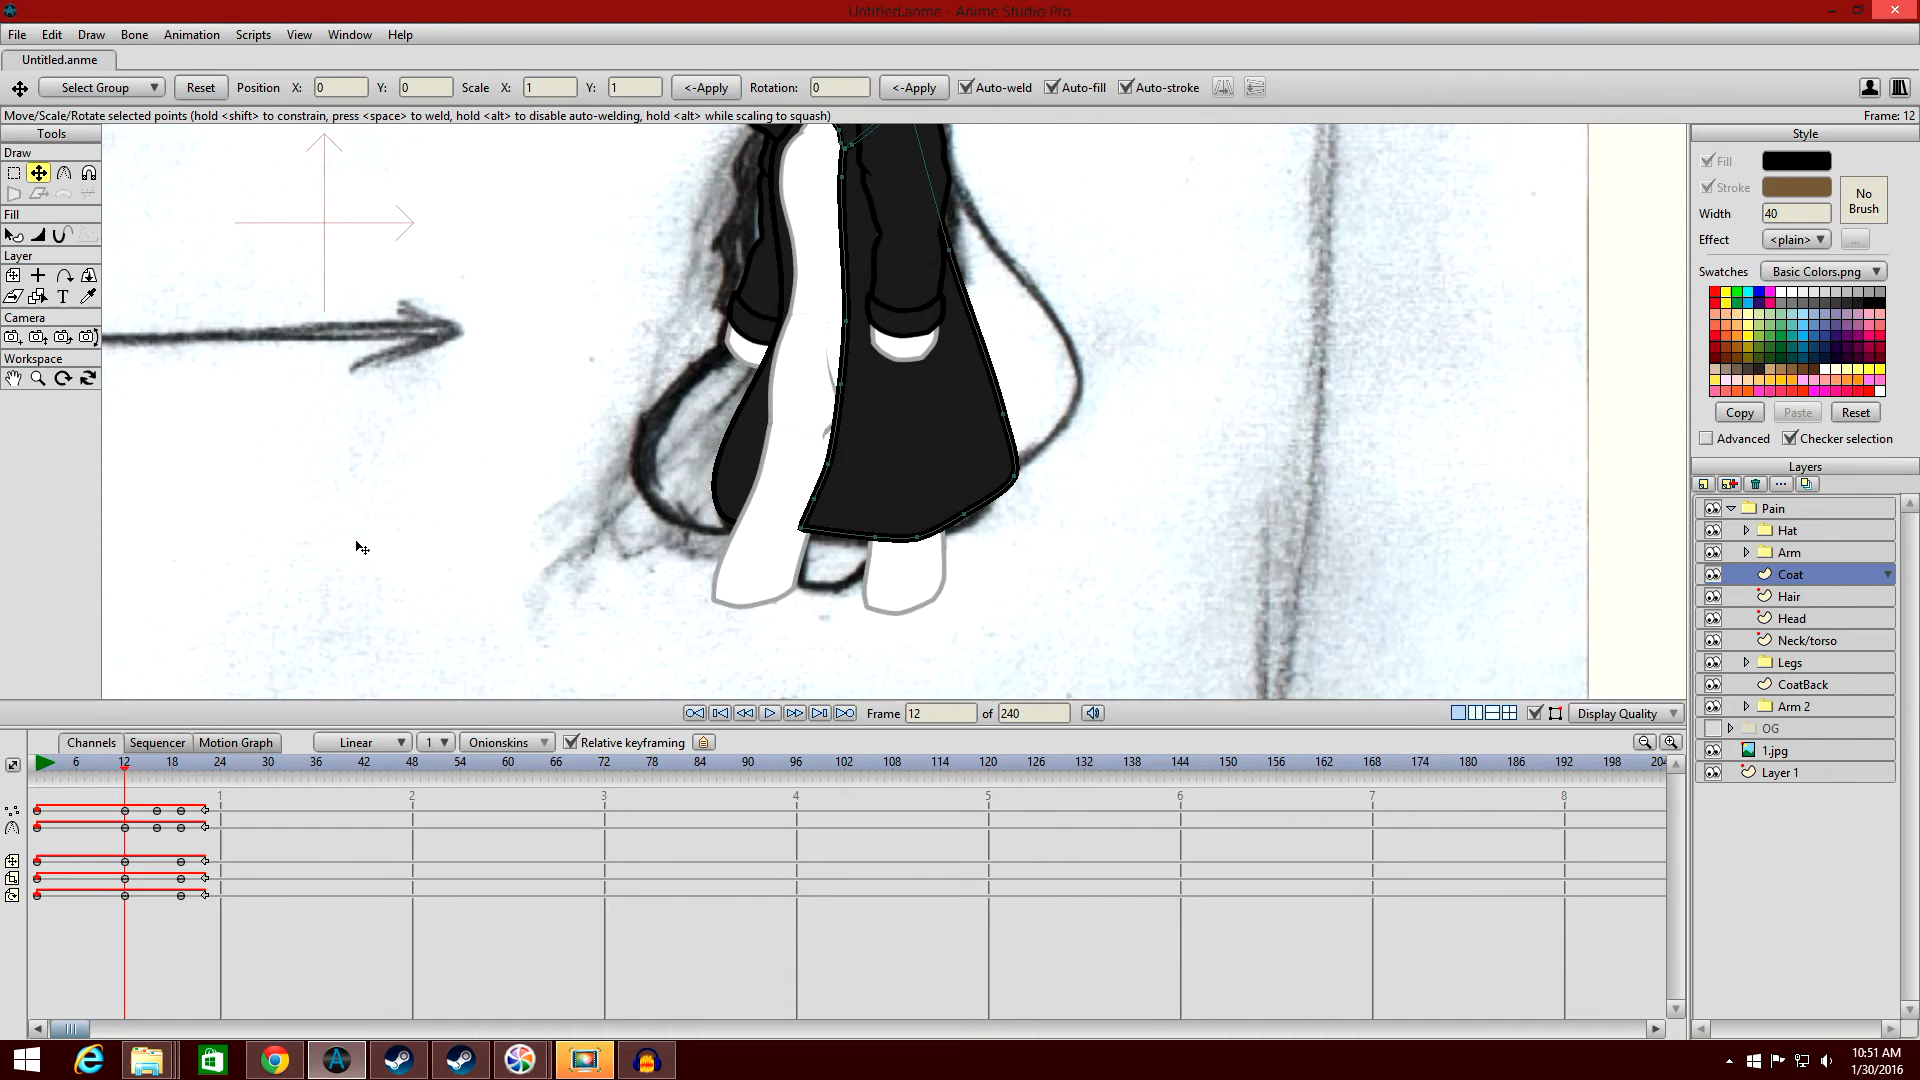 Untitled.anme - Anime Studio Pro
File Edit Draw Bone Animation Scripts View Window Help
Untitled.anme
Select Group Reset Position X: 0 Y: 0 Scale X: 1 Y: 1 <-Apply Rotation: 0 <-Apply Auto-weld Auto-fill Auto-stroke
Move/Scale/Rotate selected points (hold <shift> to constrain, press <space> to weld, hold <alt> to disable auto-welding, hold <alt> while scaling to squash) Frame: 12
Tools
Draw
Fill
Layer
T
Camera
Workspace
Style
Fill
Stroke
No Brush
Width 40
Effect <plain> ...
Swatches Basic Colors.png
Copy Paste Reset
Advanced Checker selection
Layers
Pain
Hat
Arm
Coat
Hair
Head
Neck/torso
Legs
CoatBack
Arm 2
OG
1.jpg
Layer 1
Frame 12 of 240 Display Quality
Channels Sequencer Motion Graph Linear 1 Onionskins Relative keyframing
6 12 18 24 30 36 42 48 54 60 66 72 78 84 90 96 102 108 114 120 126 132 138 144 150 156 162 168 174 180 186 192 198 204
1 2 3 4 5 6 7 8
10:51 AM
1/30/2016